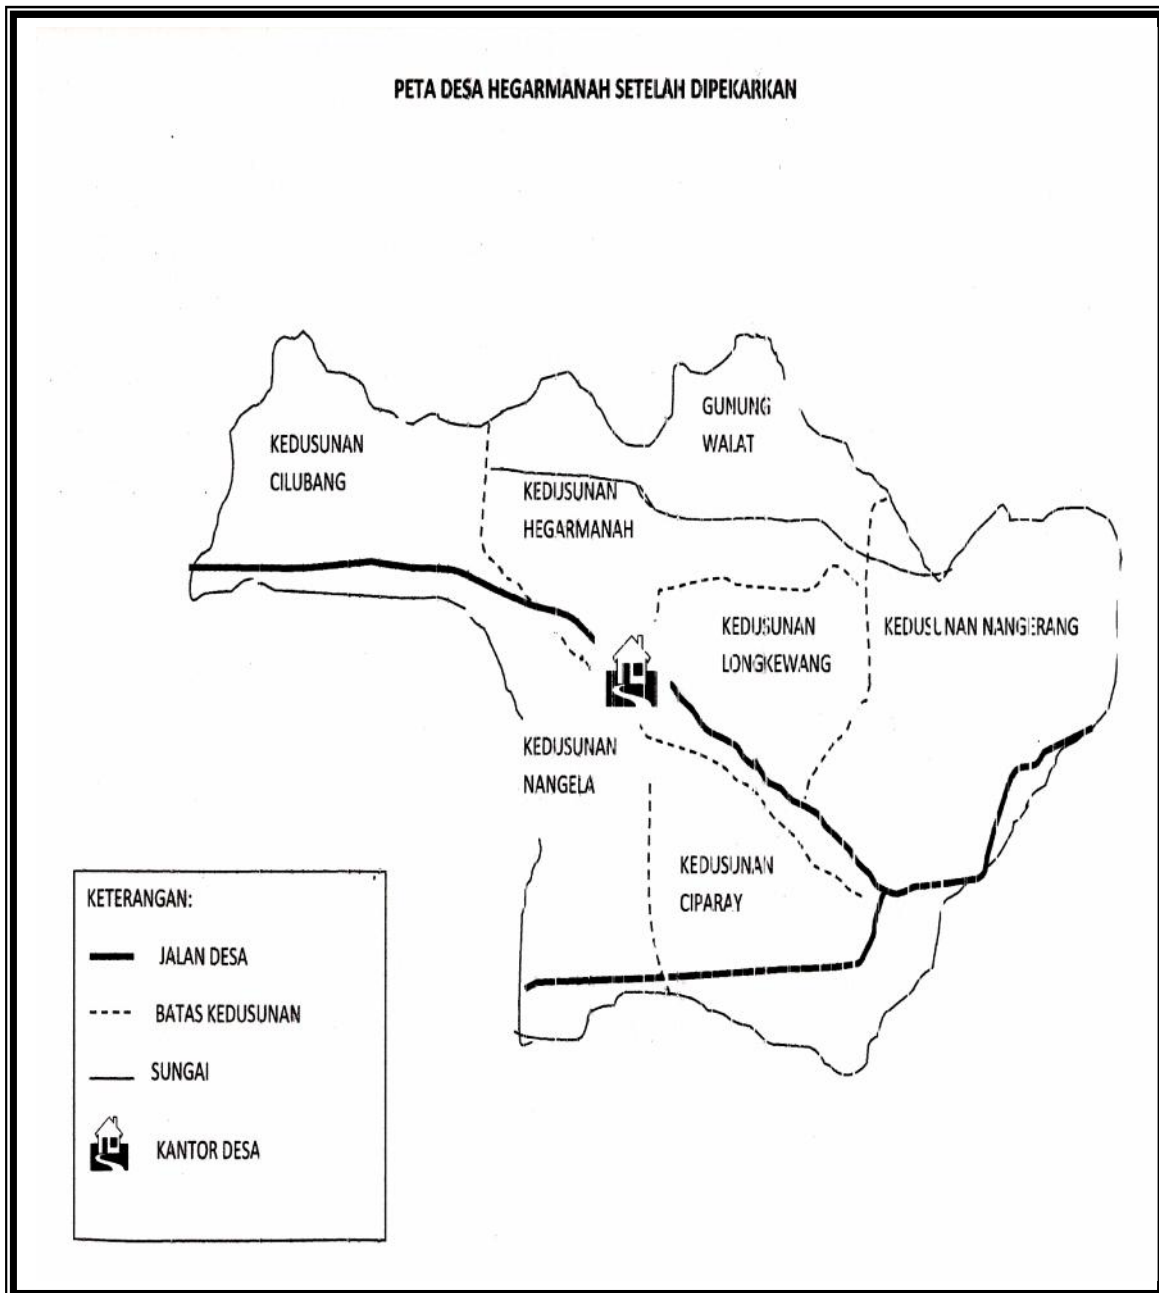 PETA DESA HEGARMANAH SETELAH DIPEKARKAN
GUNUNG
WALAT
KEDUSUNAN
CILUBANG
KEDUSUNAN
HEGARMANAH
KEDUSUNAN
LONGKEWANG
KEDUSUNAN NANGERANG
KEDUSUNAN
NANGELA
KEDUSUNAN
CIPARAY
KETERANGAN:
JALAN DESA
BATAS KEDUSUNAN
SUNGAI
KANTOR DESA